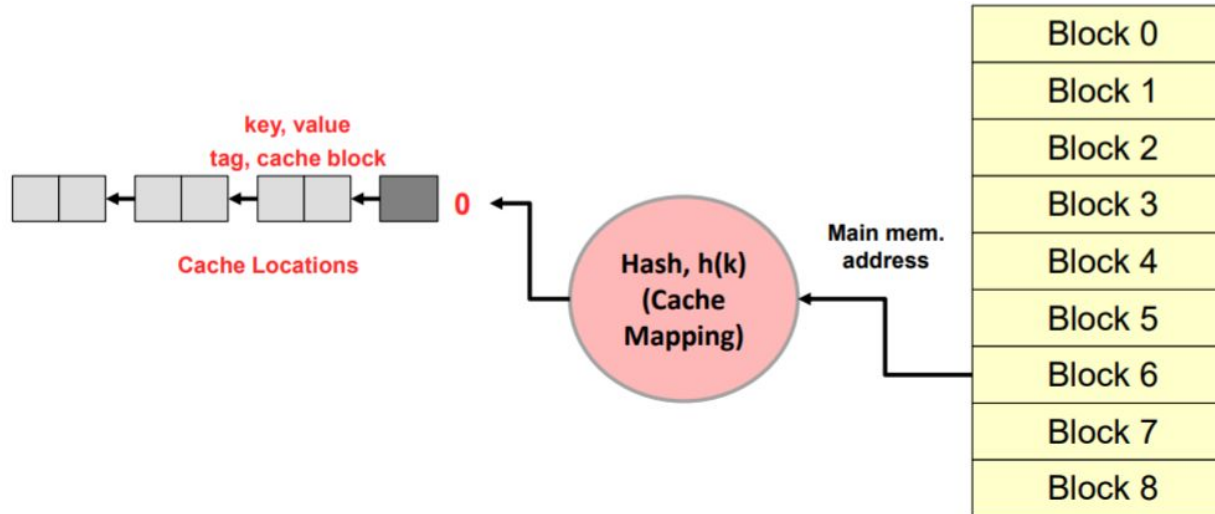 key, value
tag, cache block
0
Cache Locations
Hash, h(k)
(Cache
Mapping)
Main mem.
address
Block 0
Block 1
Block 2
Block 3
Block 4
Block 5
Block 6
Block 7
Block 8